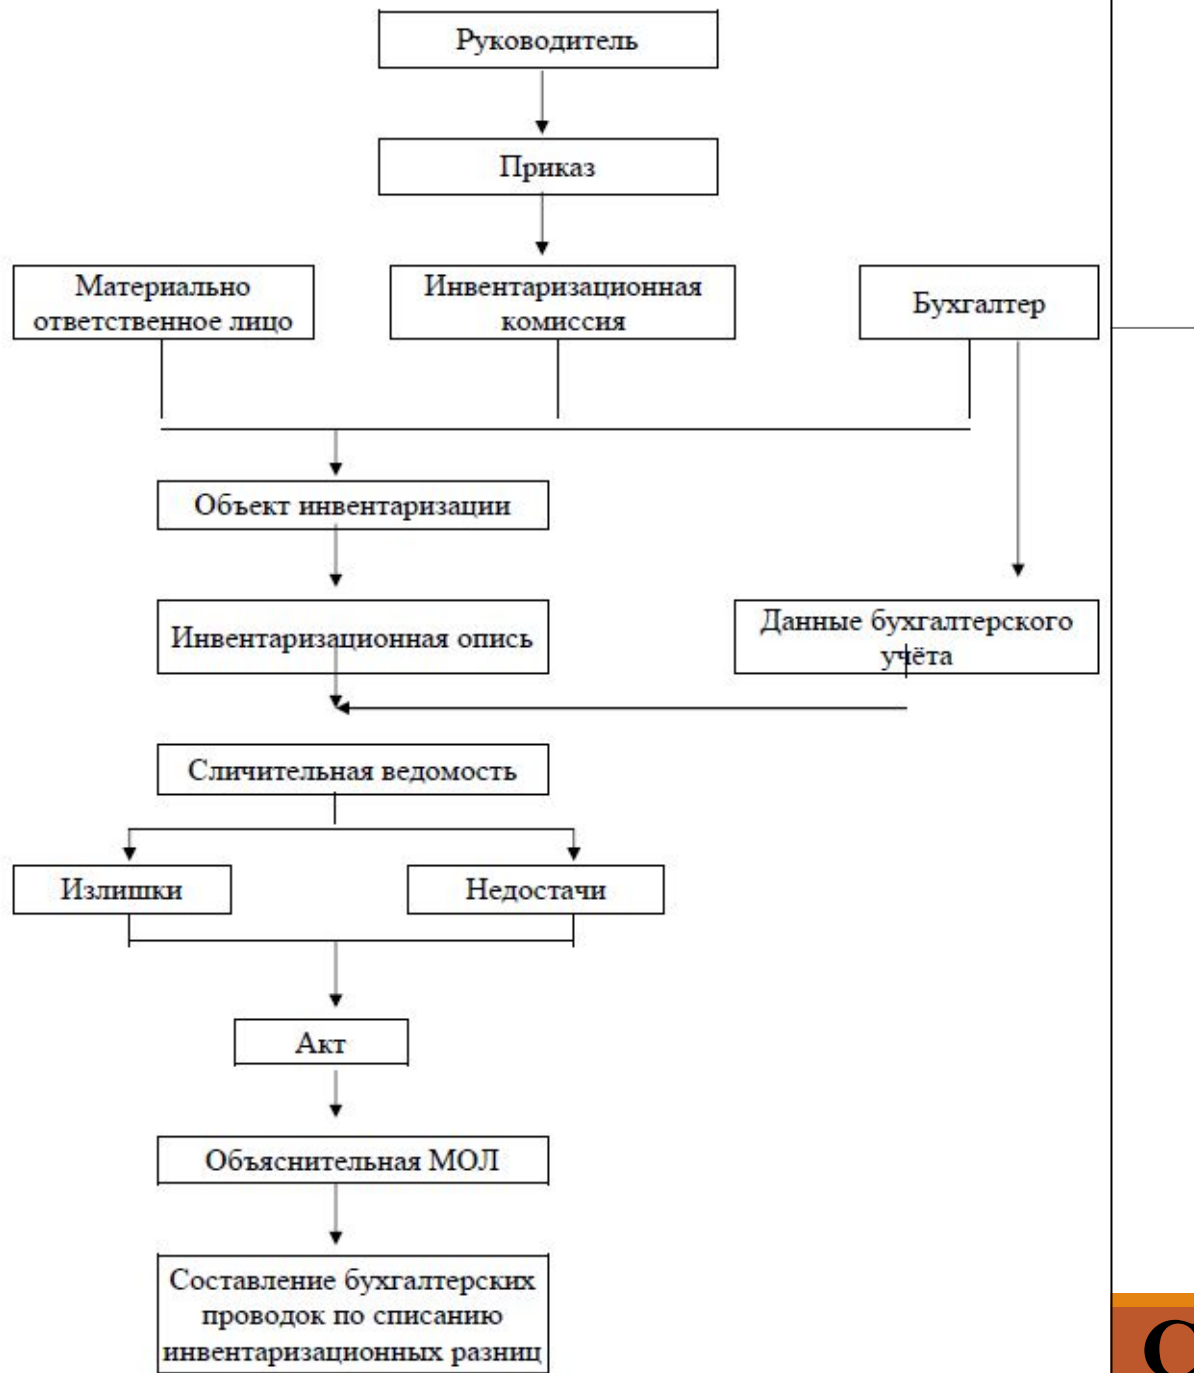 Руководитель
Приказ
Материально
ответственное лицо
Инвентаризационная
комиссия
Бухгалтер
Объект инвентаризации
Инвентаризационная опись
Данные бухгалтерского
учёта
Сличительная ведомость
Излишки
Недостачи
Акт
Объяснительная МОЛ
Составление бухгалтерских
проводок по списанию
инвентаризационных разниц